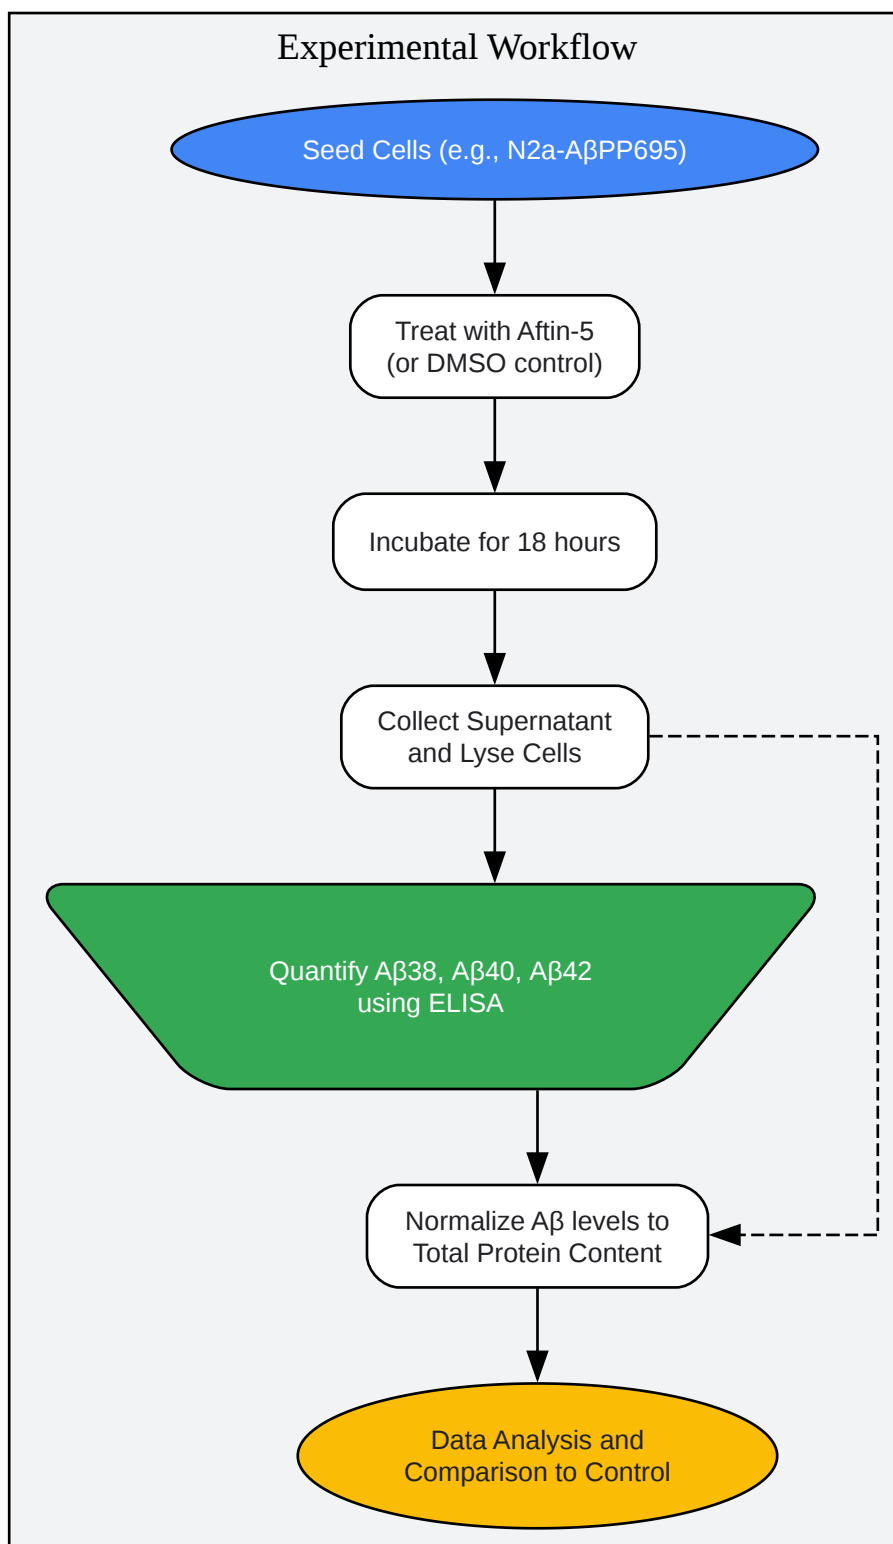 Experimental Workflow
Seed Cells (e.g., N2a-AβPP695)
Treat with Aftin-5
(or DMSO control)
Incubate for 18 hours
Collect Supernatant
and Lyse Cells
Quantify Aβ38, Aβ40, Aβ42
using ELISA
Normalize Aβ levels to
Total Protein Content
Data Analysis and
Comparison to Control